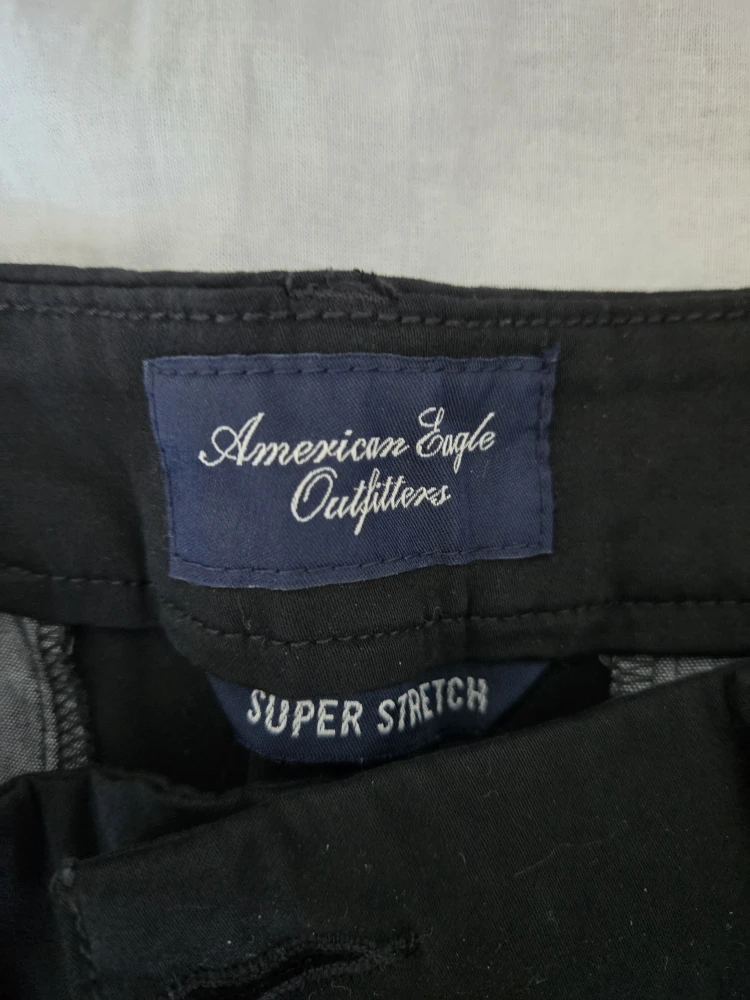 American Eagle
Outfitters
SUPER STRETCH